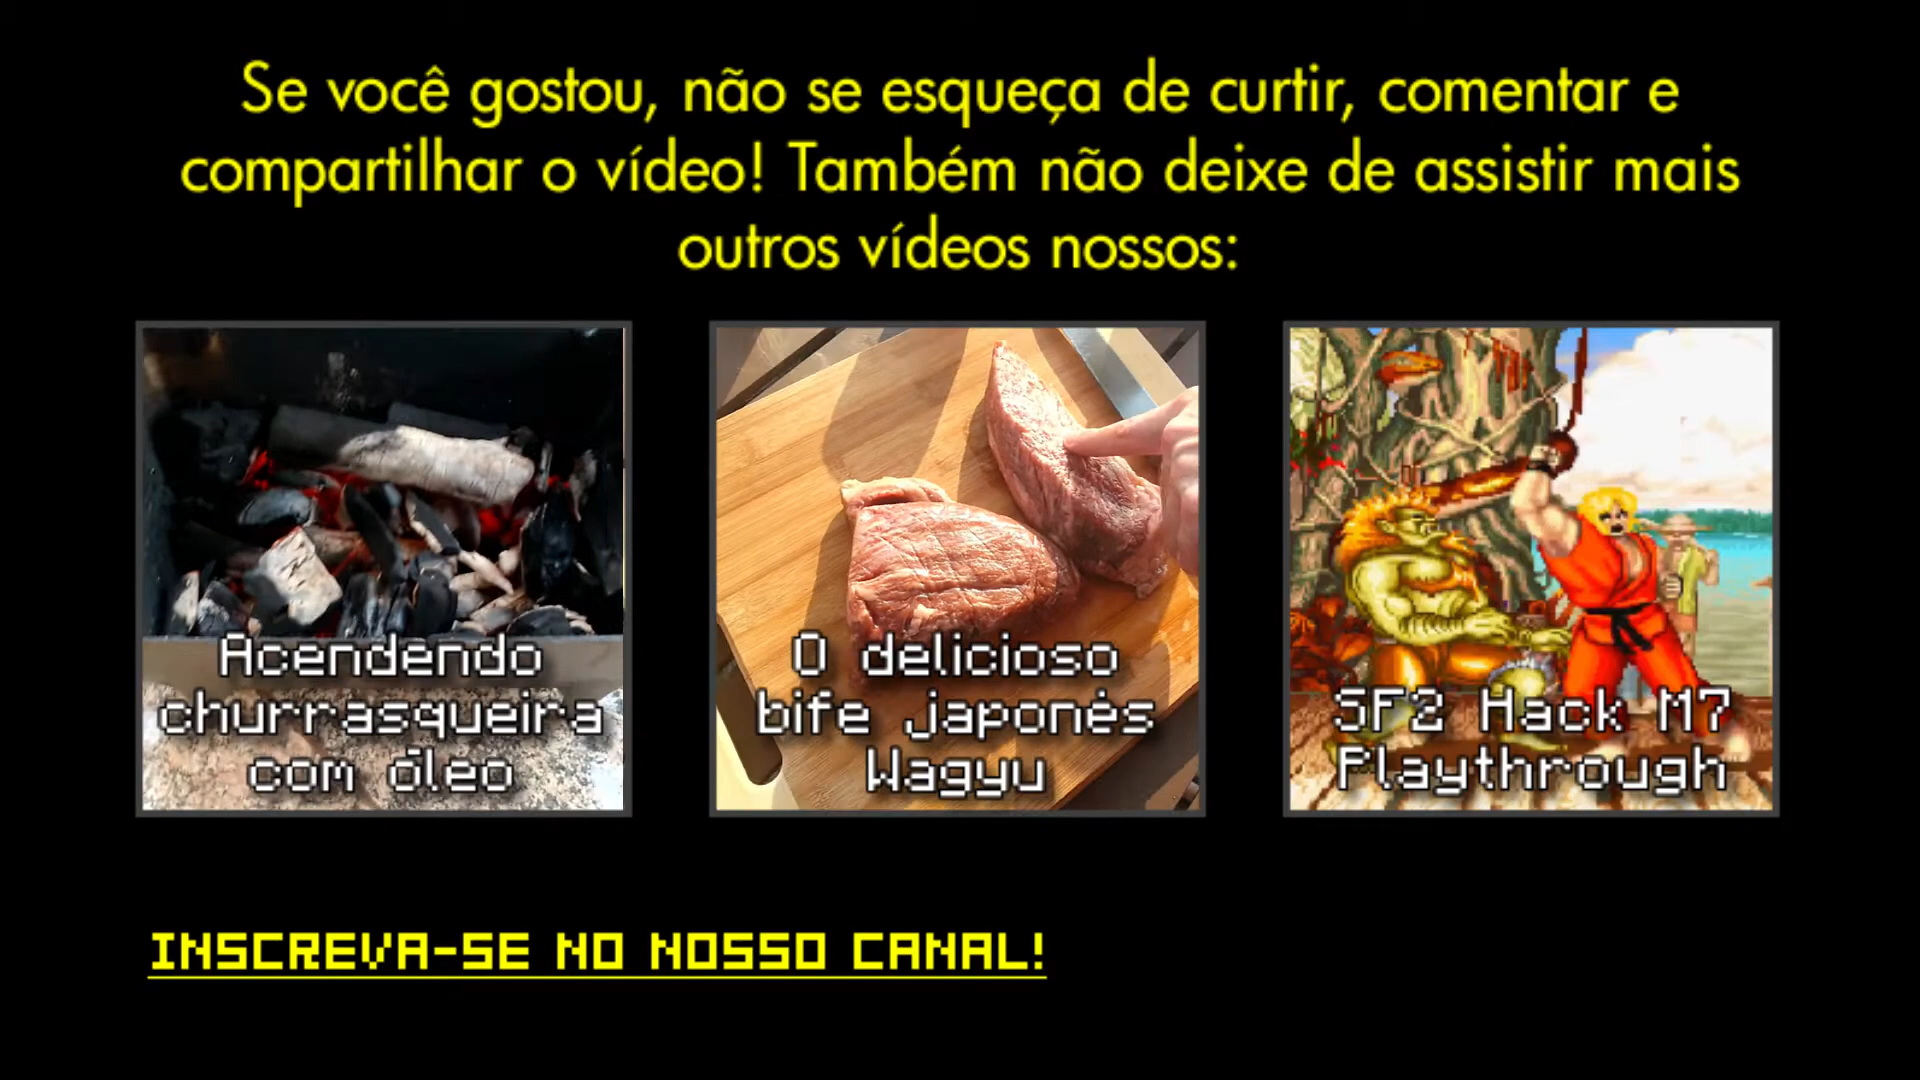 Se você gostou, não se esqueça de curtir, comentar e
compartilhar o vídeo! Também não deixe de assistir mais
outros vídeos nossos:
Acendendo
churrasqueira
com óleo
O delicioso
bife japonês
Wagyu
SF2 Hack M7
Playthrough
INSCREVA-SE NO NOSSO CANAL!